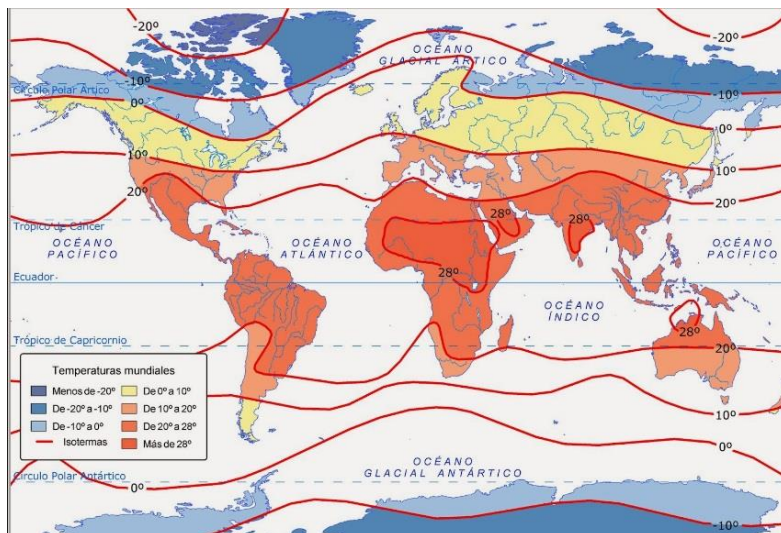 -20º
-20º
OCÉANO
GLACIAL ÁRTICO
-10º
-10º
Círculo Polar Ártico
0º
0º
10º
10º
20º
20º
28º
28º
Trópico de Cáncer
OCÉANO
PACÍFICO
OCÉANO
ATLÁNTICO
OCÉANO
PACÍFICO
28º
Ecuador
OCÉANO
ÍNDICO
28º
Trópico de Capricornio
20º
Temperaturas mundiales
Menos de -20º
De -20º a -10º
De -10º a 0º
Isotermas
De 0º a 10º
De 10º a 20º
De 20º a 28º
Más de 28º
10º
0º
OCÉANO
GLACIAL ANTÁRTICO
Círculo Polar Antártico
0º
-10º